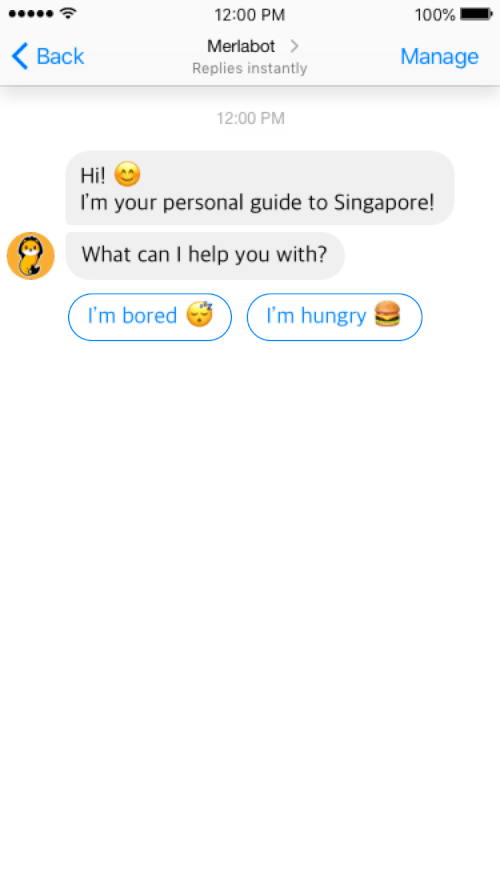 12:00 PM 100%
Back Merlabot Manage
Replies instantly
12:00 PM
Hi! 😊
I'm your personal guide to Singapore!
What can I help you with?
I'm bored 😴 I'm hungry 🍔